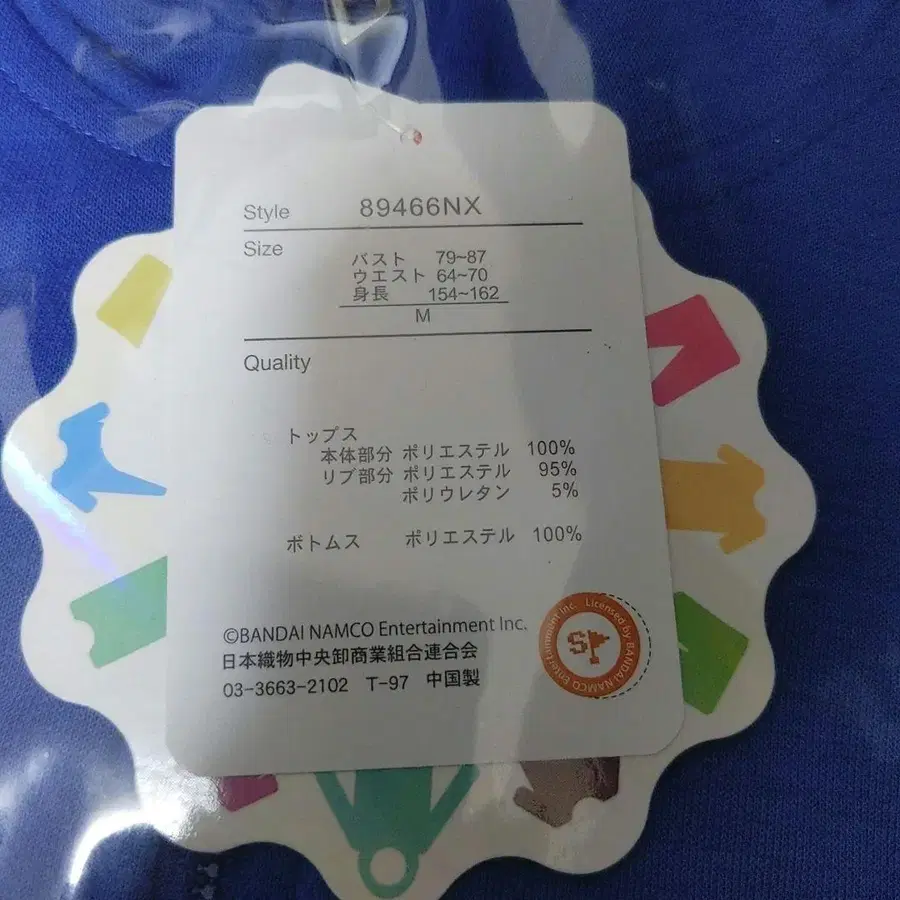 Style 89466NX
Size
バスト 79~87
ウエスト 64~70
身長 154~162
M
Quality
トップス
本体部分 ポリエステル 100%
リブ部分 ポリエステル 95%
ポリウレタン 5%
ボトムス ポリエステル 100%
©BANDAI NAMCO Entertainment Inc.
日本織物中央卸商業組合連合会
03-3663-2102 T-97 中国製
Licensed by BANDAI NAMCO Entertainment Inc.